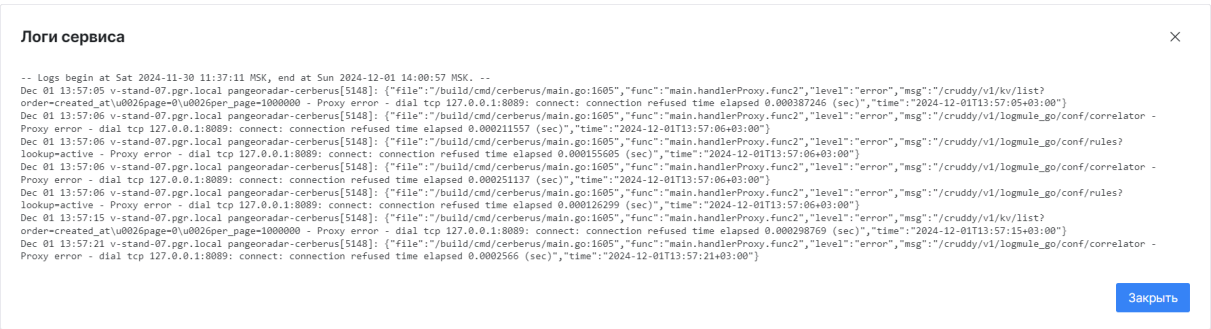 Логи сервиса
-- Logs begin at Sat 2024-11-30 11:37:11 MSK, end at Sun 2024-12-01 14:00:57 MSK. --
Dec 01 13:57:05 v-stand-07.pgr.local pangeoradar-cerberus[5148]: {"file":"/build/cmd/cerberus/main.go:1605","func":"main.handlerProxy.func2","level":"error","msg":"/cruddy/v1/kv/list?
order=created_at\u0026page=0\u0026per_page=1000000 - Proxy error - dial tcp 127.0.0.1:8089: connect: connection refused time elapsed 0.000387246 (sec)","time":"2024-12-01T13:57:05+03:00"}
Dec 01 13:57:06 v-stand-07.pgr.local pangeoradar-cerberus[5148]: {"file":"/build/cmd/cerberus/main.go:1605","func":"main.handlerProxy.func2","level":"error","msg":"/cruddy/v1/logmule_go/conf/correlator -
Proxy error - dial tcp 127.0.0.1:8089: connect: connection refused time elapsed 0.000211557 (sec)","time":"2024-12-01T13:57:06+03:00"}
Dec 01 13:57:06 v-stand-07.pgr.local pangeoradar-cerberus[5148]: {"file":"/build/cmd/cerberus/main.go:1605","func":"main.handlerProxy.func2","level":"error","msg":"/cruddy/v1/logmule_go/conf/rules?
lookup=active - Proxy error - dial tcp 127.0.0.1:8089: connect: connection refused time elapsed 0.000155605 (sec)","time":"2024-12-01T13:57:06+03:00"}
Dec 01 13:57:06 v-stand-07.pgr.local pangeoradar-cerberus[5148]: {"file":"/build/cmd/cerberus/main.go:1605","func":"main.handlerProxy.func2","level":"error","msg":"/cruddy/v1/logmule_go/conf/correlator -
Proxy error - dial tcp 127.0.0.1:8089: connect: connection refused time elapsed 0.000251137 (sec)","time":"2024-12-01T13:57:06+03:00"}
Dec 01 13:57:06 v-stand-07.pgr.local pangeoradar-cerberus[5148]: {"file":"/build/cmd/cerberus/main.go:1605","func":"main.handlerProxy.func2","level":"error","msg":"/cruddy/v1/logmule_go/conf/rules?
lookup=active - Proxy error - dial tcp 127.0.0.1:8089: connect: connection refused time elapsed 0.000126299 (sec)","time":"2024-12-01T13:57:06+03:00"}
Dec 01 13:57:15 v-stand-07.pgr.local pangeoradar-cerberus[5148]: {"file":"/build/cmd/cerberus/main.go:1605","func":"main.handlerProxy.func2","level":"error","msg":"/cruddy/v1/kv/list?
order=created_at\u0026page=0\u0026per_page=1000000 - Proxy error - dial tcp 127.0.0.1:8089: connect: connection refused time elapsed 0.000298769 (sec)","time":"2024-12-01T13:57:15+03:00"}
Dec 01 13:57:21 v-stand-07.pgr.local pangeoradar-cerberus[5148]: {"file":"/build/cmd/cerberus/main.go:1605","func":"main.handlerProxy.func2","level":"error","msg":"/cruddy/v1/logmule_go/conf/correlator -
Proxy error - dial tcp 127.0.0.1:8089: connect: connection refused time elapsed 0.0002566 (sec)","time":"2024-12-01T13:57:21+03:00"}
Закрыть